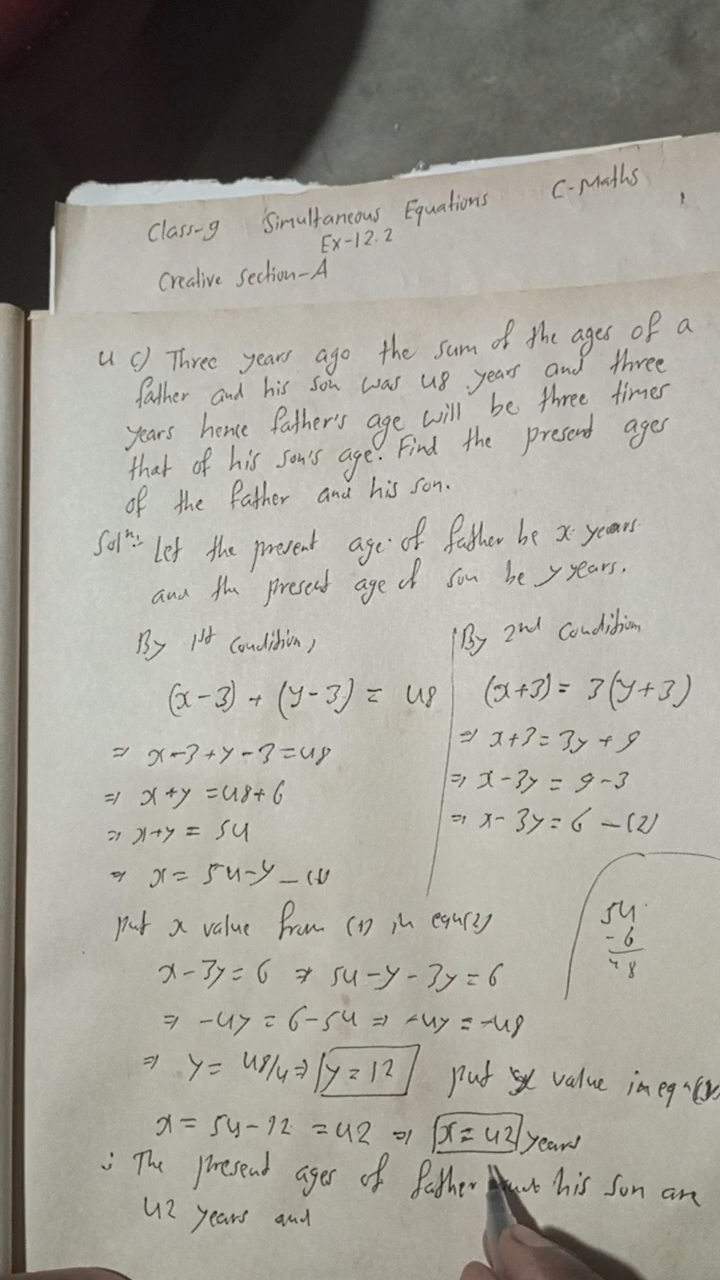 Class-9 Simultaneous Equations C-Maths
Ex-12.2
Creative section-A
4 c) Three years ago the sum of the ages of a
father and his son was 48 years and three
years hence father's age will be three times
that of his son's age. Find the present ages
of the father and his son.
Solⁿ:- Let the present age of father be x years
and the present age of son be y years.
By 1st condition,
(x-3) + (y-3) = 48
⇒ x-3+y-3=48
⇒ x+y = 48+6
⇒ x+y = 54
⇒ x = 54-y -(1)
By 2nd condition
(x+3) = 3(y+3)
⇒ x+3 = 3y+9
⇒ x-3y = 9-3
⇒ x-3y = 6 -(2)
put x value from (1) in eqn(2)
x-3y = 6 ⇒ 54-y-3y = 6
⇒ -4y = 6-54 ⇒ -4y = -48
⇒ y = 48/4 ⇒ y = 12 put y value in eqn(1)
x = 54-12 = 42 ⇒ x = 42 years
∴ The present ages of father his son are
42 years and
54
-6
48